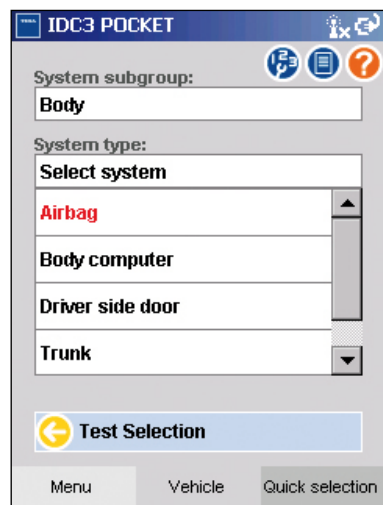 TEXA
IDC3 POCKET
System subgroup:
Body
System type:
Select system
Airbag
Body computer
Driver side door
Trunk
Test Selection
Menu
Vehicle
Quick selection